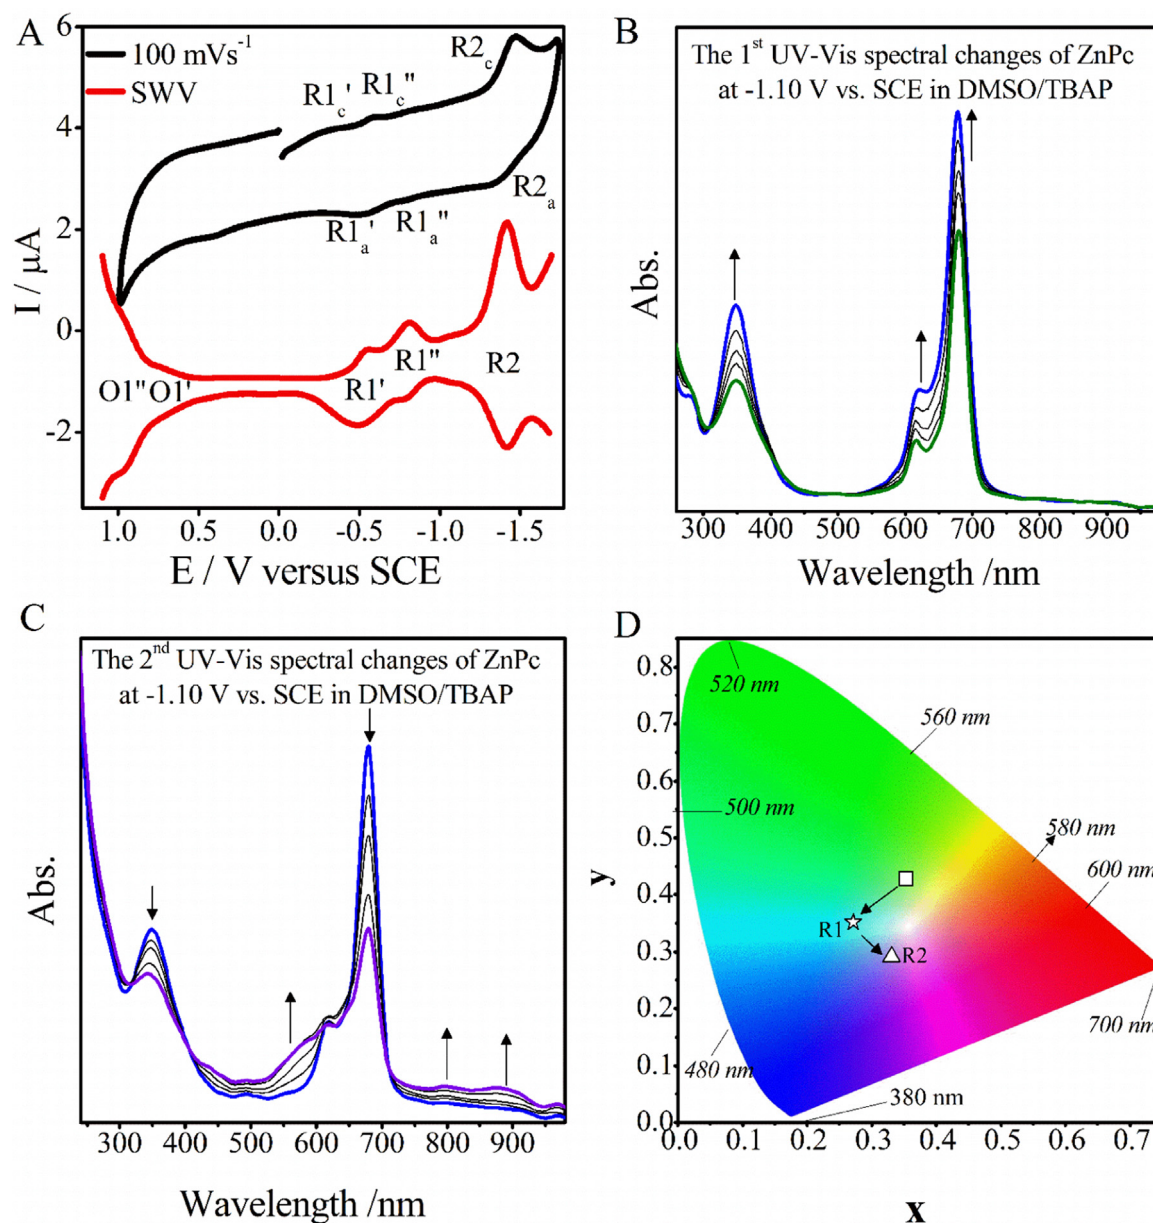 A
6
100 mVs⁻¹
SWV
R2c
R1c'
R1c''
4
R2a
R1a'
R1a''
2
I / µA
0
R1''
R2
O1''O1'
R1'
-2
1.0 0.5 0.0 -0.5 -1.0 -1.5
E / V versus SCE
B
The 1st UV-Vis spectral changes of ZnPc
at -1.10 V vs. SCE in DMSO/TBAP
Abs.
300 400 500 600 700 800 900
Wavelength /nm
C
The 2nd UV-Vis spectral changes of ZnPc
at -1.10 V vs. SCE in DMSO/TBAP
Abs.
300 400 500 600 700 800 900
Wavelength /nm
D
0.8
520 nm
0.7
560 nm
0.6
500 nm
0.5
580 nm
600 nm
y
0.4
R1
0.3
R2
0.2
700 nm
480 nm
0.1
380 nm
0.0
0.0 0.1 0.2 0.3 0.4 0.5 0.6 0.7
x